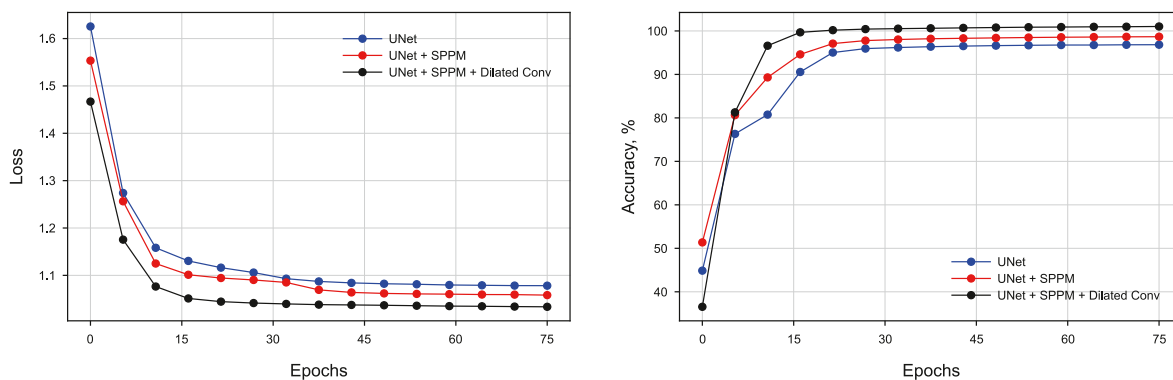 1.6
1.5
1.4
1.3
1.2
1.1
Loss
0 15 30 45 60 75
Epochs
UNet
UNet + SPPM
UNet + SPPM + Dilated Conv
100
90
80
70
60
50
40
Accuracy, %
0 15 30 45 60 75
Epochs
UNet
UNet + SPPM
UNet + SPPM + Dilated Conv